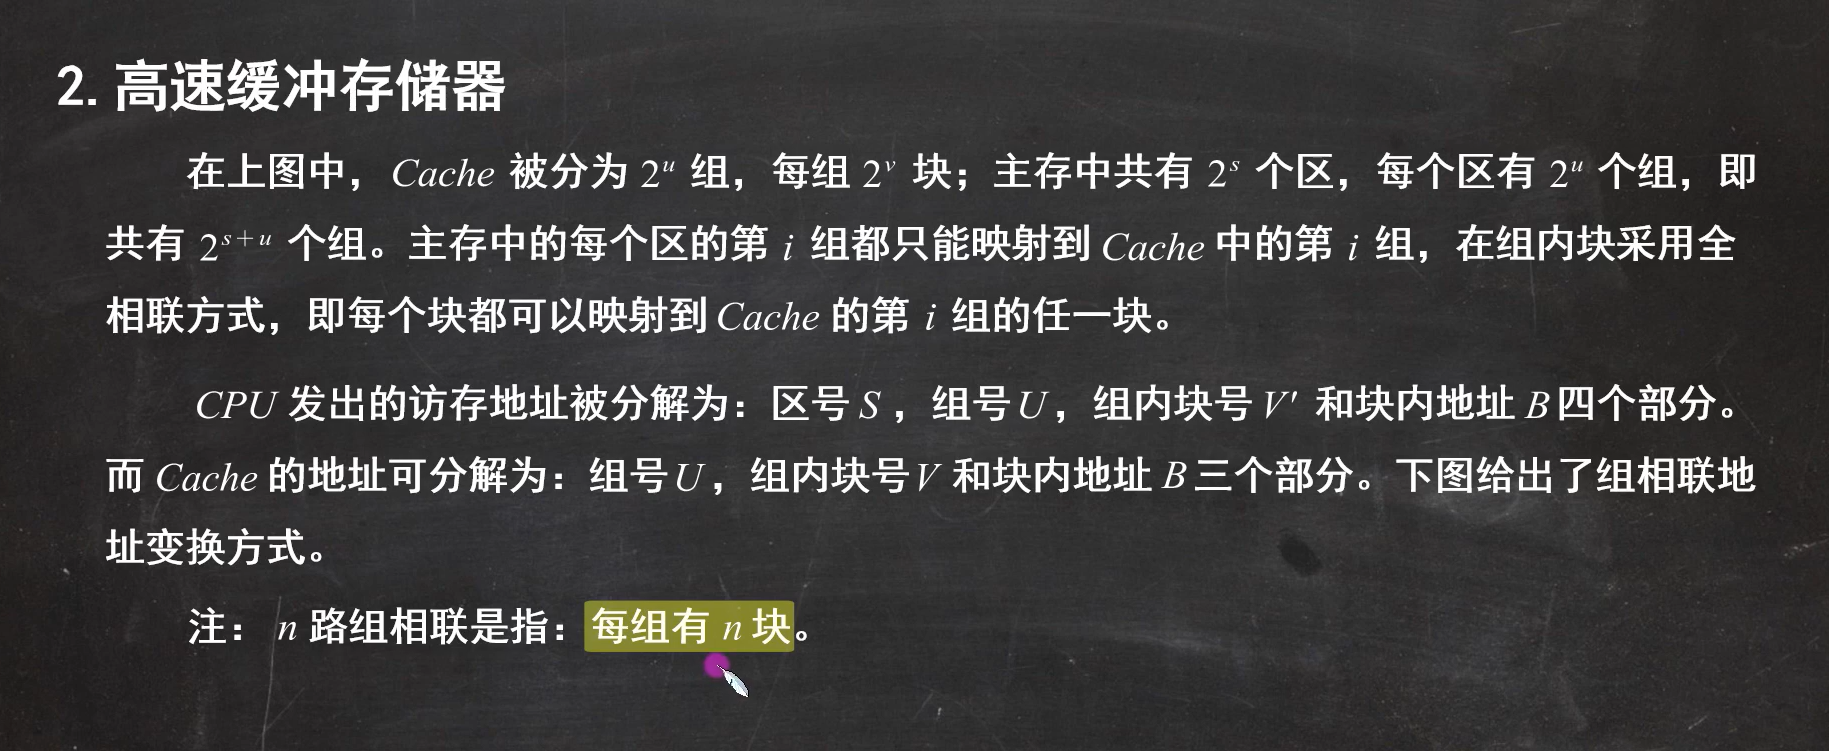 2. 高速缓冲存储器
在上图中，Cache 被分为 2^u 组，每组 2^v 块；主存中共有 2^s 个区，每个区有 2^u 个组，即
共有 2^{s+u} 个组。主存中的每个区的第 i 组都只能映射到 Cache 中的第 i 组，在组内块采用全
相联方式，即每个块都可以映射到 Cache 的第 i 组的任一块。
CPU 发出的访存地址被分解为：区号 S，组号 U，组内块号 V′ 和块内地址 B 四个部分。
而 Cache 的地址可分解为：组号 U，组内块号 V 和块内地址 B 三个部分。下图给出了组相联地
址变换方式。
注：n 路组相联是指：每组有 n 块。